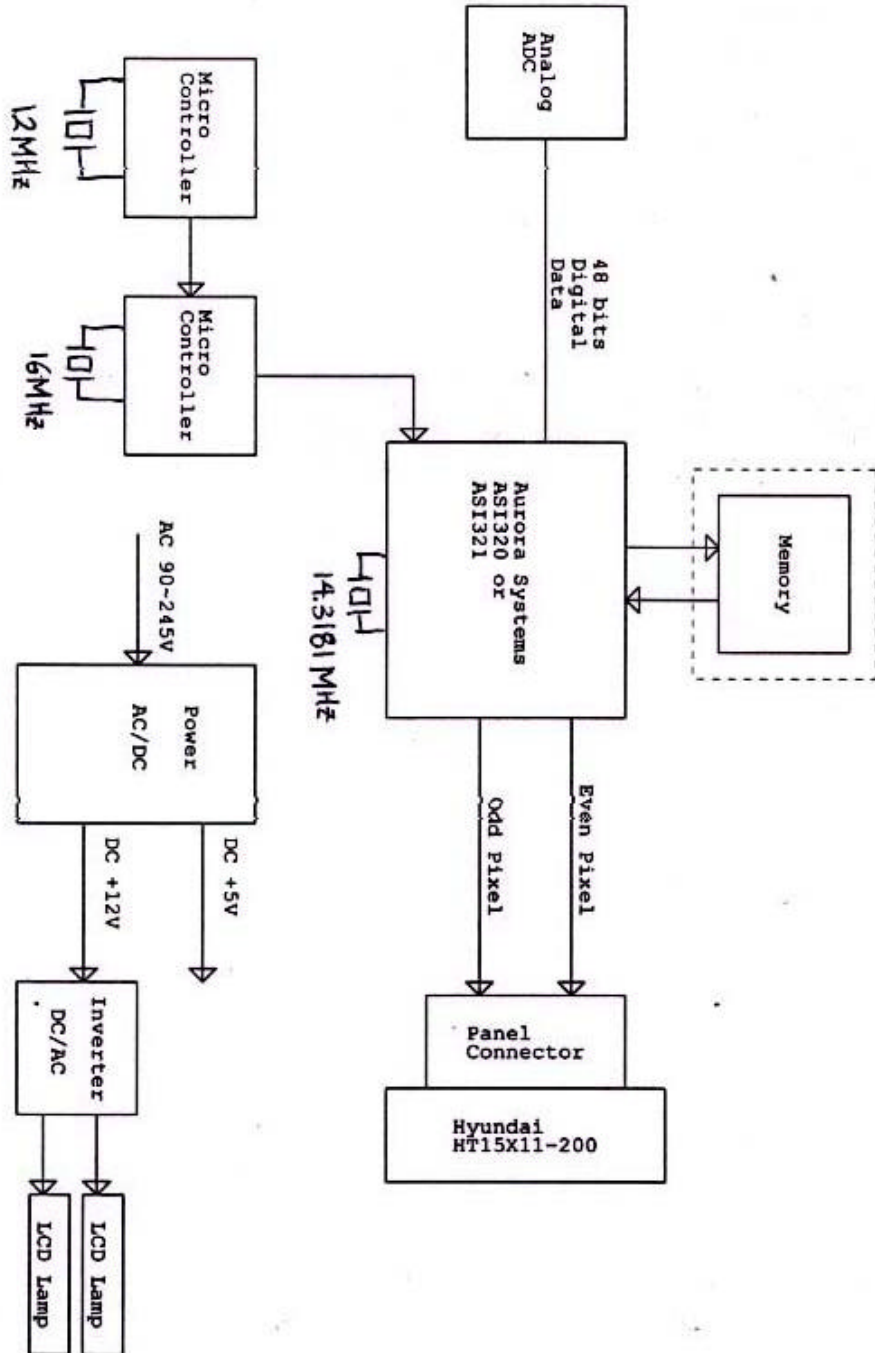 Analog
ADC
48 bits
Digital
Data
Memory
Aurora Systems
ASI320 or
ASI321
14.3181 MHz
Even Pixel
Odd Pixel
Panel
Connector
Hyundai
HT15X11-200
Micro
Controller
12MHz
Micro
Controller
16MHz
AC 90~245V
Power
AC/DC
DC +5V
DC +12V
Inverter
DC/AC
LCD Lamp
LCD Lamp